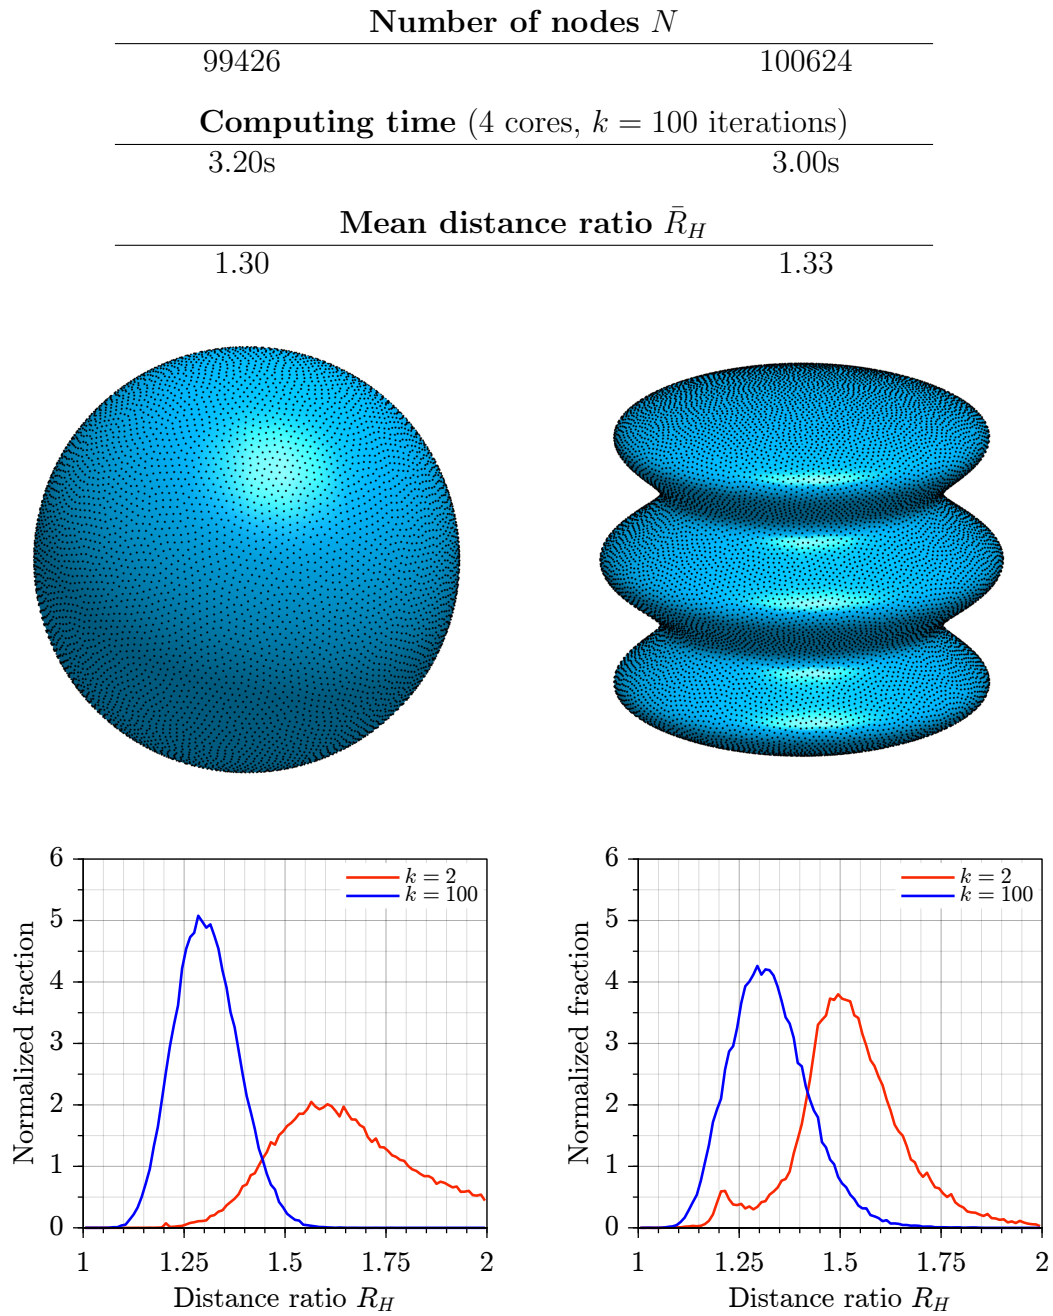 Number of nodes N
99426 100624
Computing time (4 cores, k = 100 iterations)
3.20s 3.00s
Mean distance ratio R̄_H
1.30 1.33
6
5
4
3
2
1
0
Normalized fraction
k = 2
k = 100
1 1.25 1.5 1.75 2
Distance ratio R_H
6
5
4
3
2
1
0
Normalized fraction
k = 2
k = 100
1 1.25 1.5 1.75 2
Distance ratio R_H